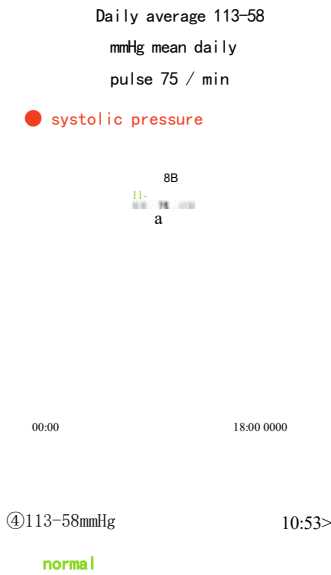 Daily average 113-58
mmHg mean daily
pulse 75 / min
systolic pressure
8B
11-
a
00:00 18:00 0000
④113-58mmHg 10:53>
normal